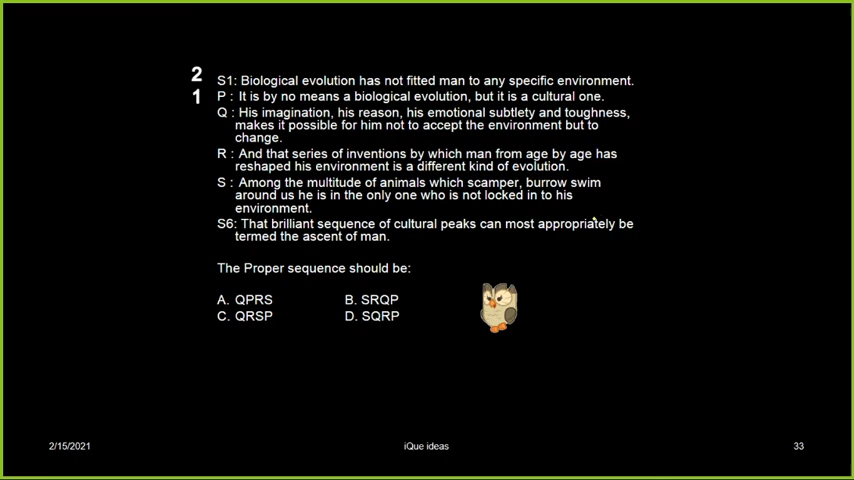 2
1
S1: Biological evolution has not fitted man to any specific environment.
P : It is by no means a biological evolution, but it is a cultural one.
Q : His imagination, his reason, his emotional subtlety and toughness,
makes it possible for him not to accept the environment but to
change.
R : And that series of inventions by which man from age by age has
reshaped his environment is a different kind of evolution.
S : Among the multitude of animals which scamper, burrow swim
around us he is in the only one who is not locked in to his
environment.
S6: That brilliant sequence of cultural peaks can most appropriately be
termed the ascent of man.
The Proper sequence should be:
A. QPRS B. SRQP
C. QRSP D. SQRP
2/15/2021 iQue ideas 33